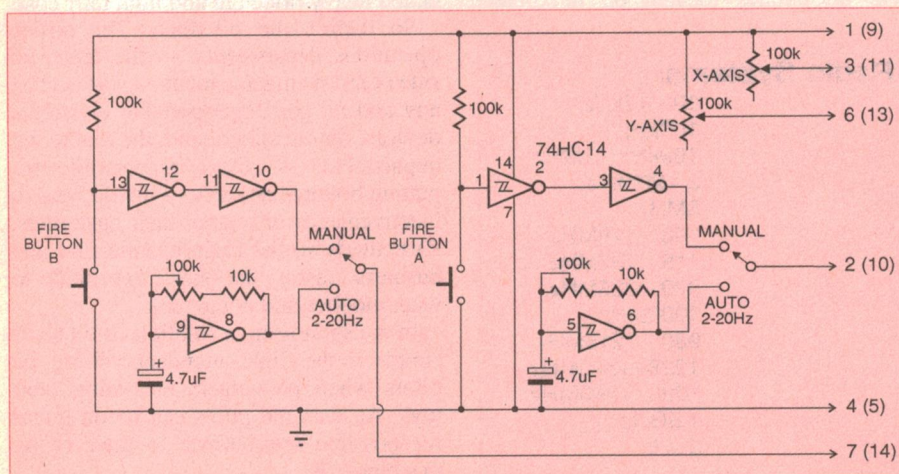 1 (9)
3 (11)
6 (13)
100k
X-AXIS
100k
Y-AXIS
100k
100k
74HC14
14
2
13
12
11
10
1
3
4
7
FIRE
BUTTON
B
MANUAL
FIRE
BUTTON
A
MANUAL
2 (10)
100k
10k
AUTO
2-20Hz
100k
10k
AUTO
2-20Hz
9
8
5
6
+
4.7uF
+
4.7uF
4 (5)
7 (14)